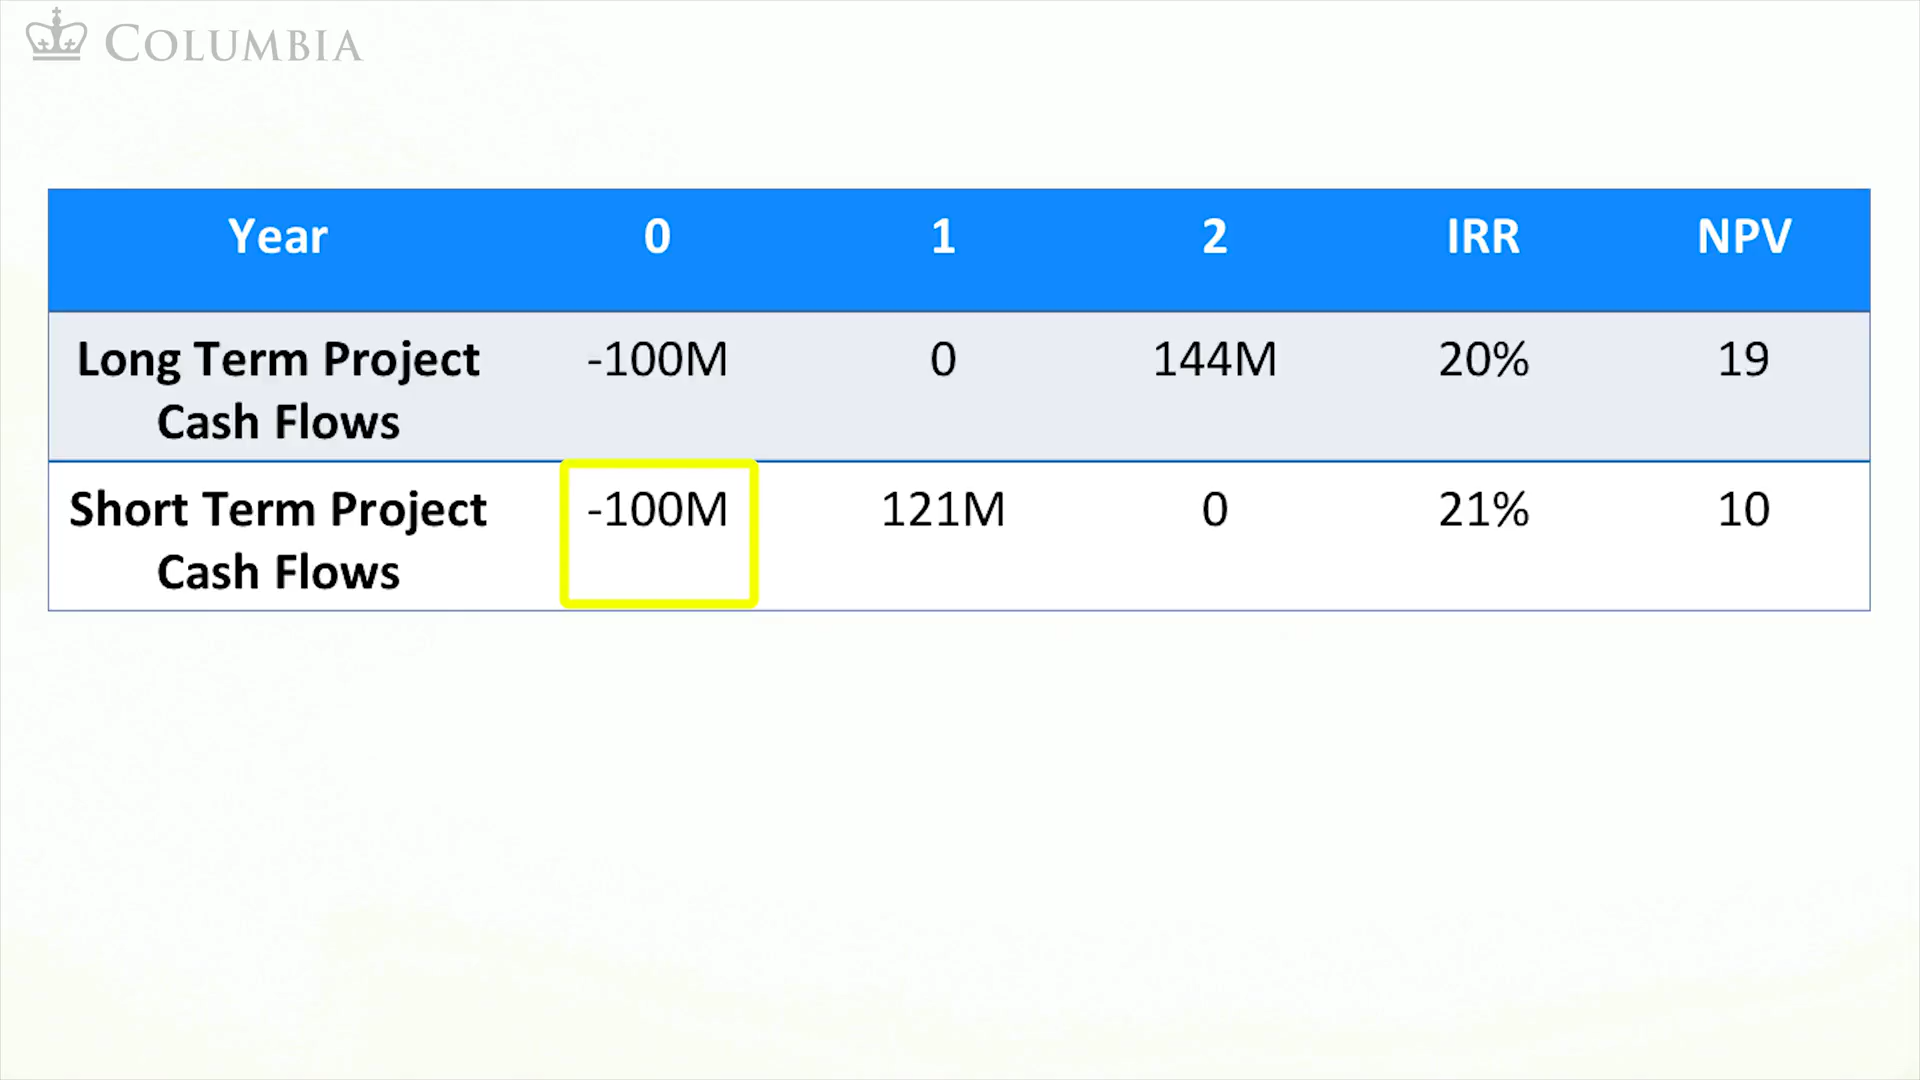 COLUMBIA
Year 0 1 2 IRR NPV
Long Term Project -100M 0 144M 20% 19
Cash Flows
Short Term Project -100M 121M 0 21% 10
Cash Flows